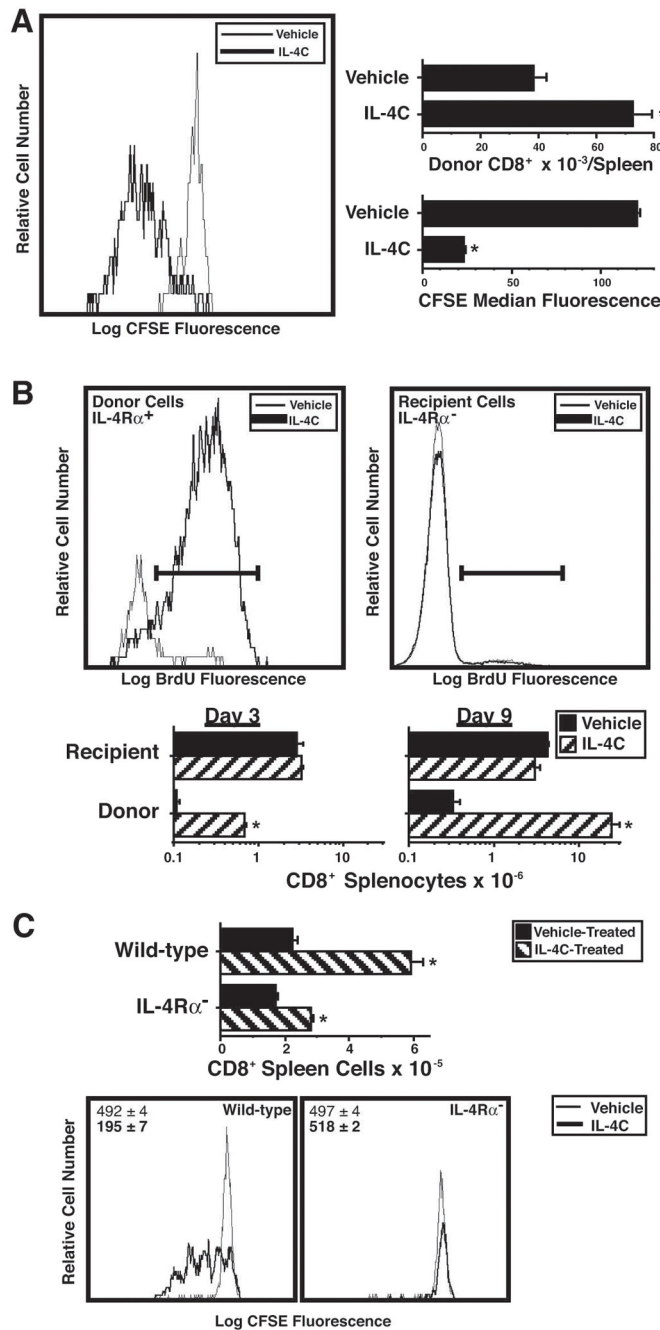 A
Vehicle
IL-4C
Relative Cell Number
Log CFSE Fluorescence
Vehicle
IL-4C
*
0 20 40 60 80
Donor CD8+ x 10-3/Spleen
Vehicle
IL-4C
*
0 50 100
CFSE Median Fluorescence
B
Donor Cells
IL-4Rα+
Vehicle
IL-4C
Relative Cell Number
Log BrdU Fluorescence
Recipient Cells
IL-4Rα-
Vehicle
IL-4C
Relative Cell Number
Log BrdU Fluorescence
Day 3
Day 9
Vehicle
IL-4C
Recipient
Donor
*
*
0.1 1 10
0.1 1 10
CD8+ Splenocytes x 10-6
C
Vehicle-Treated
IL-4C-Treated
Wild-type
*
IL-4Rα-
*
0 2 4 6
CD8+ Spleen Cells x 10-5
492 ± 4
195 ± 7
Wild-type
497 ± 4
518 ± 2
IL-4Rα-
Vehicle
IL-4C
Relative Cell Number
Log CFSE Fluorescence